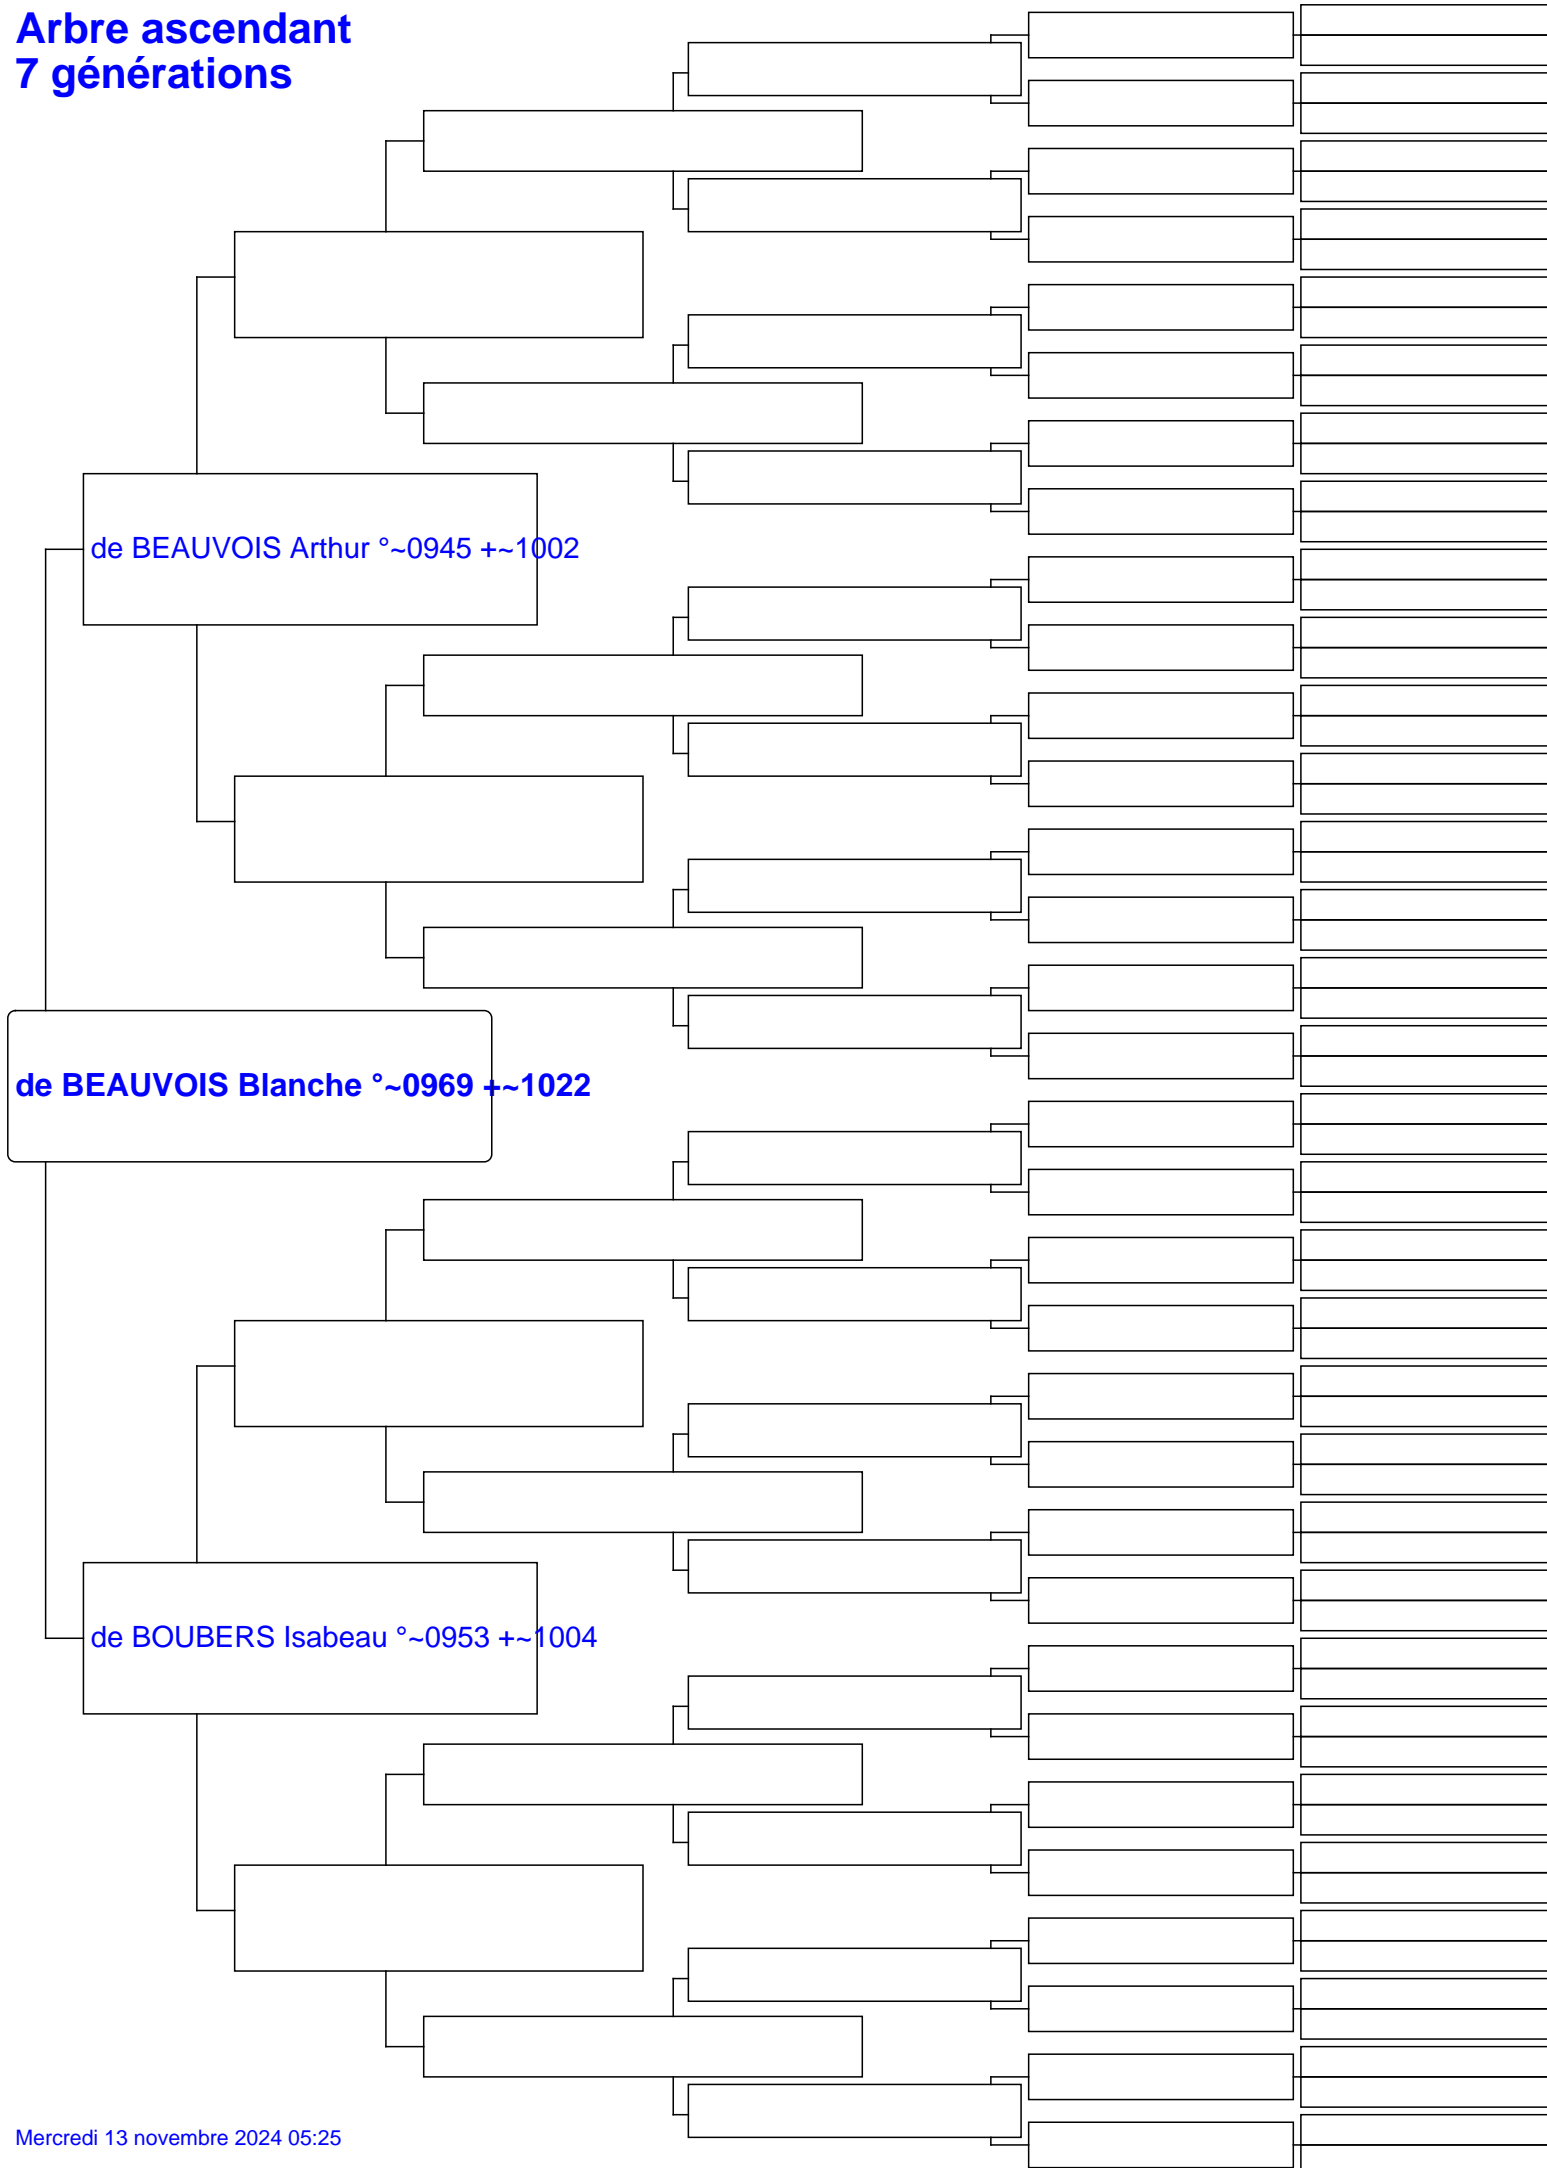 Arbre ascendant
7 générations
de BEAUVOIS Arthur °~0945 +~1002
de BEAUVOIS Blanche °~0969 +~1022
de BOUBERS Isabeau °~0953 +~1004
Mercredi 13 novembre 2024 05:25